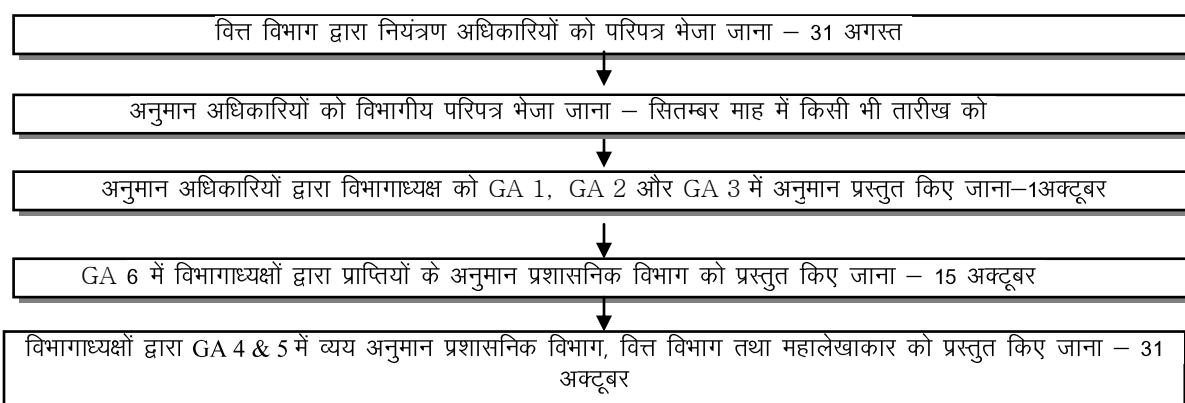 वित्त विभाग द्वारा नियंत्रण अधिकारियों को परिपत्र भेजा जाना – 31 अगस्त
अनुमान अधिकारियों को विभागीय परिपत्र भेजा जाना – सितम्बर माह में किसी भी तारीख को
अनुमान अधिकारियों द्वारा विभागाध्यक्ष को GA 1, GA 2 और GA 3 में अनुमान प्रस्तुत किए जाना–1अक्टूबर
GA 6 में विभागाध्यक्षों द्वारा प्राप्तियों के अनुमान प्रशासनिक विभाग को प्रस्तुत किए जाना – 15 अक्टूबर
विभागाध्यक्षों द्वारा GA 4 & 5 में व्यय अनुमान प्रशासनिक विभाग, वित्त विभाग तथा महालेखाकार को प्रस्तुत किए जाना – 31
अक्टूबर